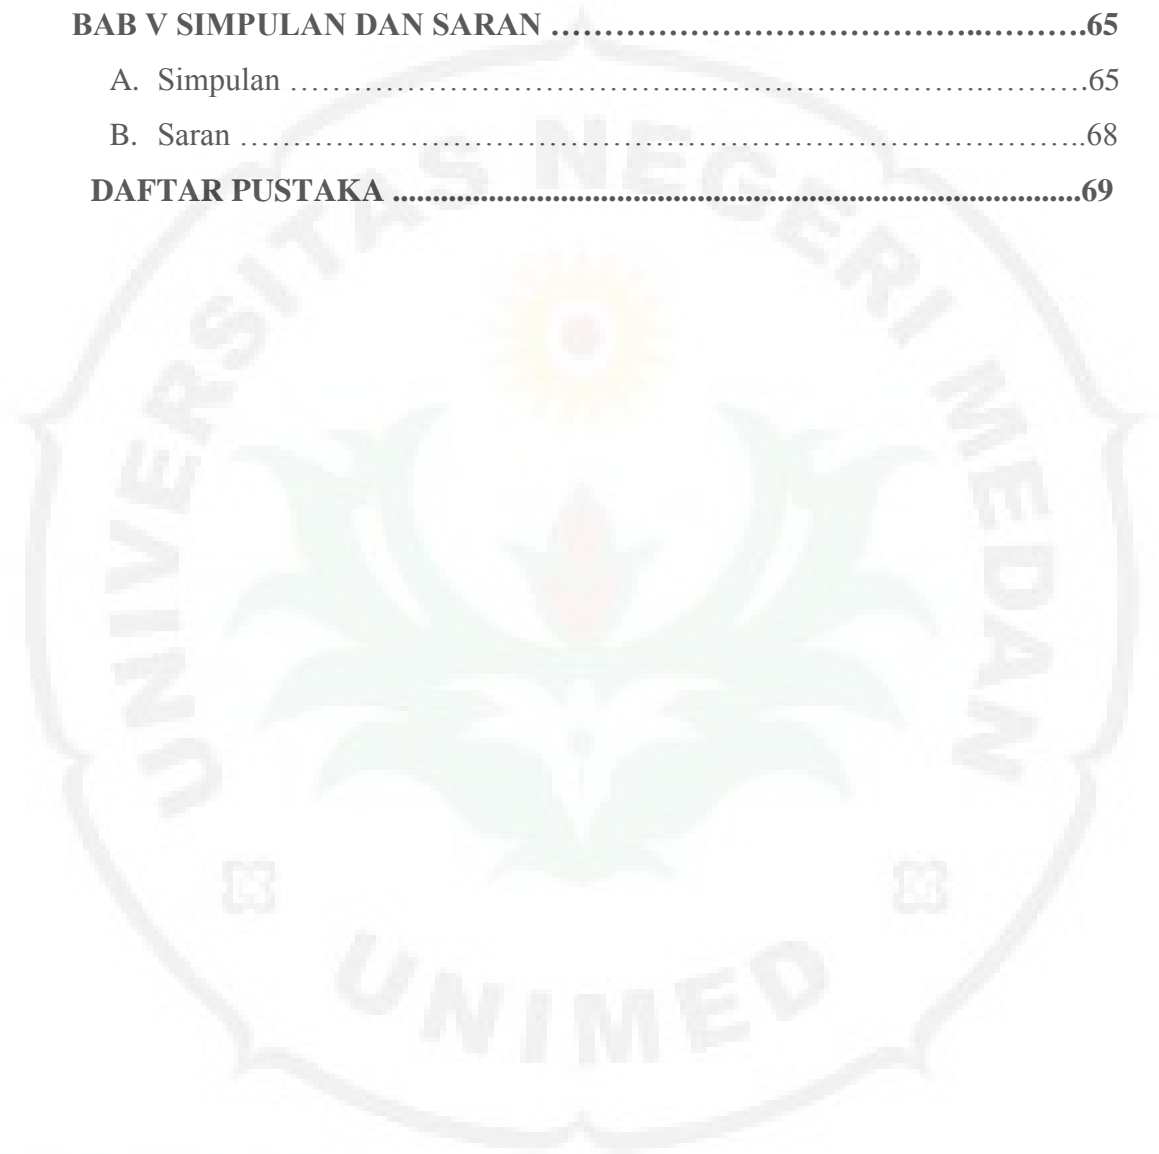 BAB V SIMPULAN DAN SARAN ……………………………………..……….65
A. Simpulan ………………………………..……………………….……….65
B. Saran ……………………………………………………………………..68
DAFTAR PUSTAKA ..........................................................................................69
UNIVERSITAS NEGERI MEDAN
UNIMED